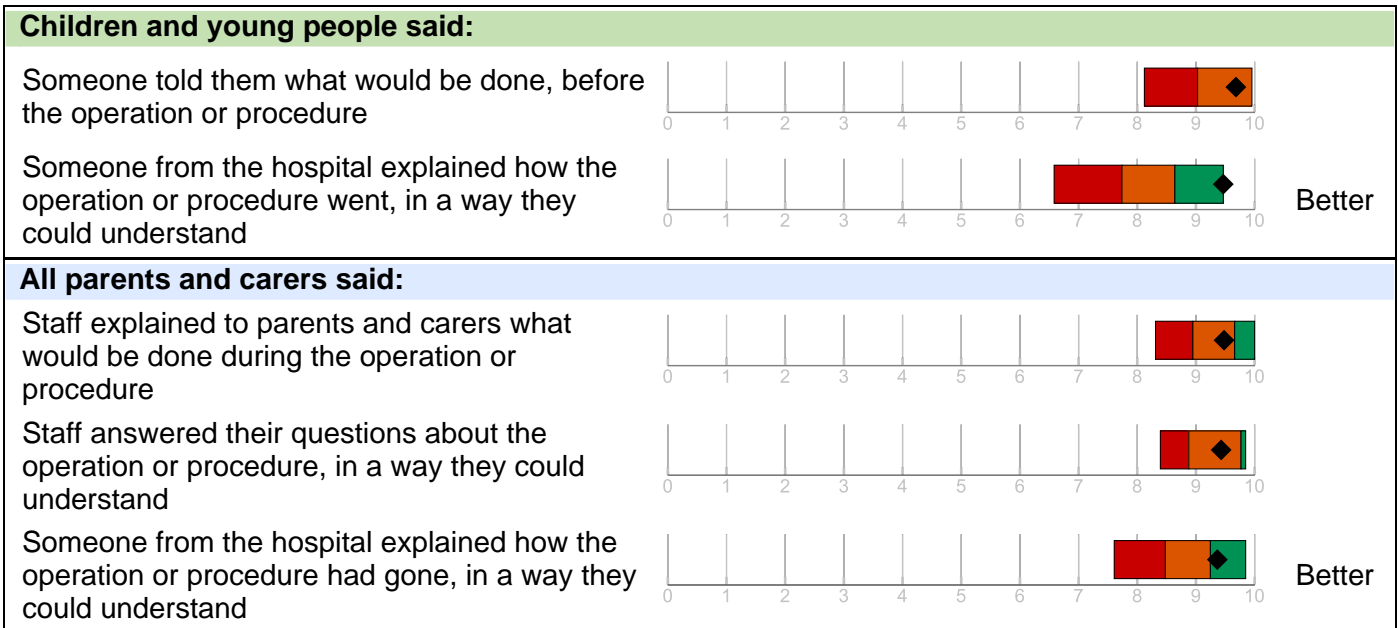 Children and young people said:
Someone told them what would be done, before
the operation or procedure
0 1 2 3 4 5 6 7 8 9 10
Someone from the hospital explained how the
operation or procedure went, in a way they
could understand
0 1 2 3 4 5 6 7 8 9 10
Better
All parents and carers said:
Staff explained to parents and carers what
would be done during the operation or
procedure
0 1 2 3 4 5 6 7 8 9 10
Staff answered their questions about the
operation or procedure, in a way they could
understand
0 1 2 3 4 5 6 7 8 9 10
Someone from the hospital explained how the
operation or procedure had gone, in a way they
could understand
0 1 2 3 4 5 6 7 8 9 10
Better